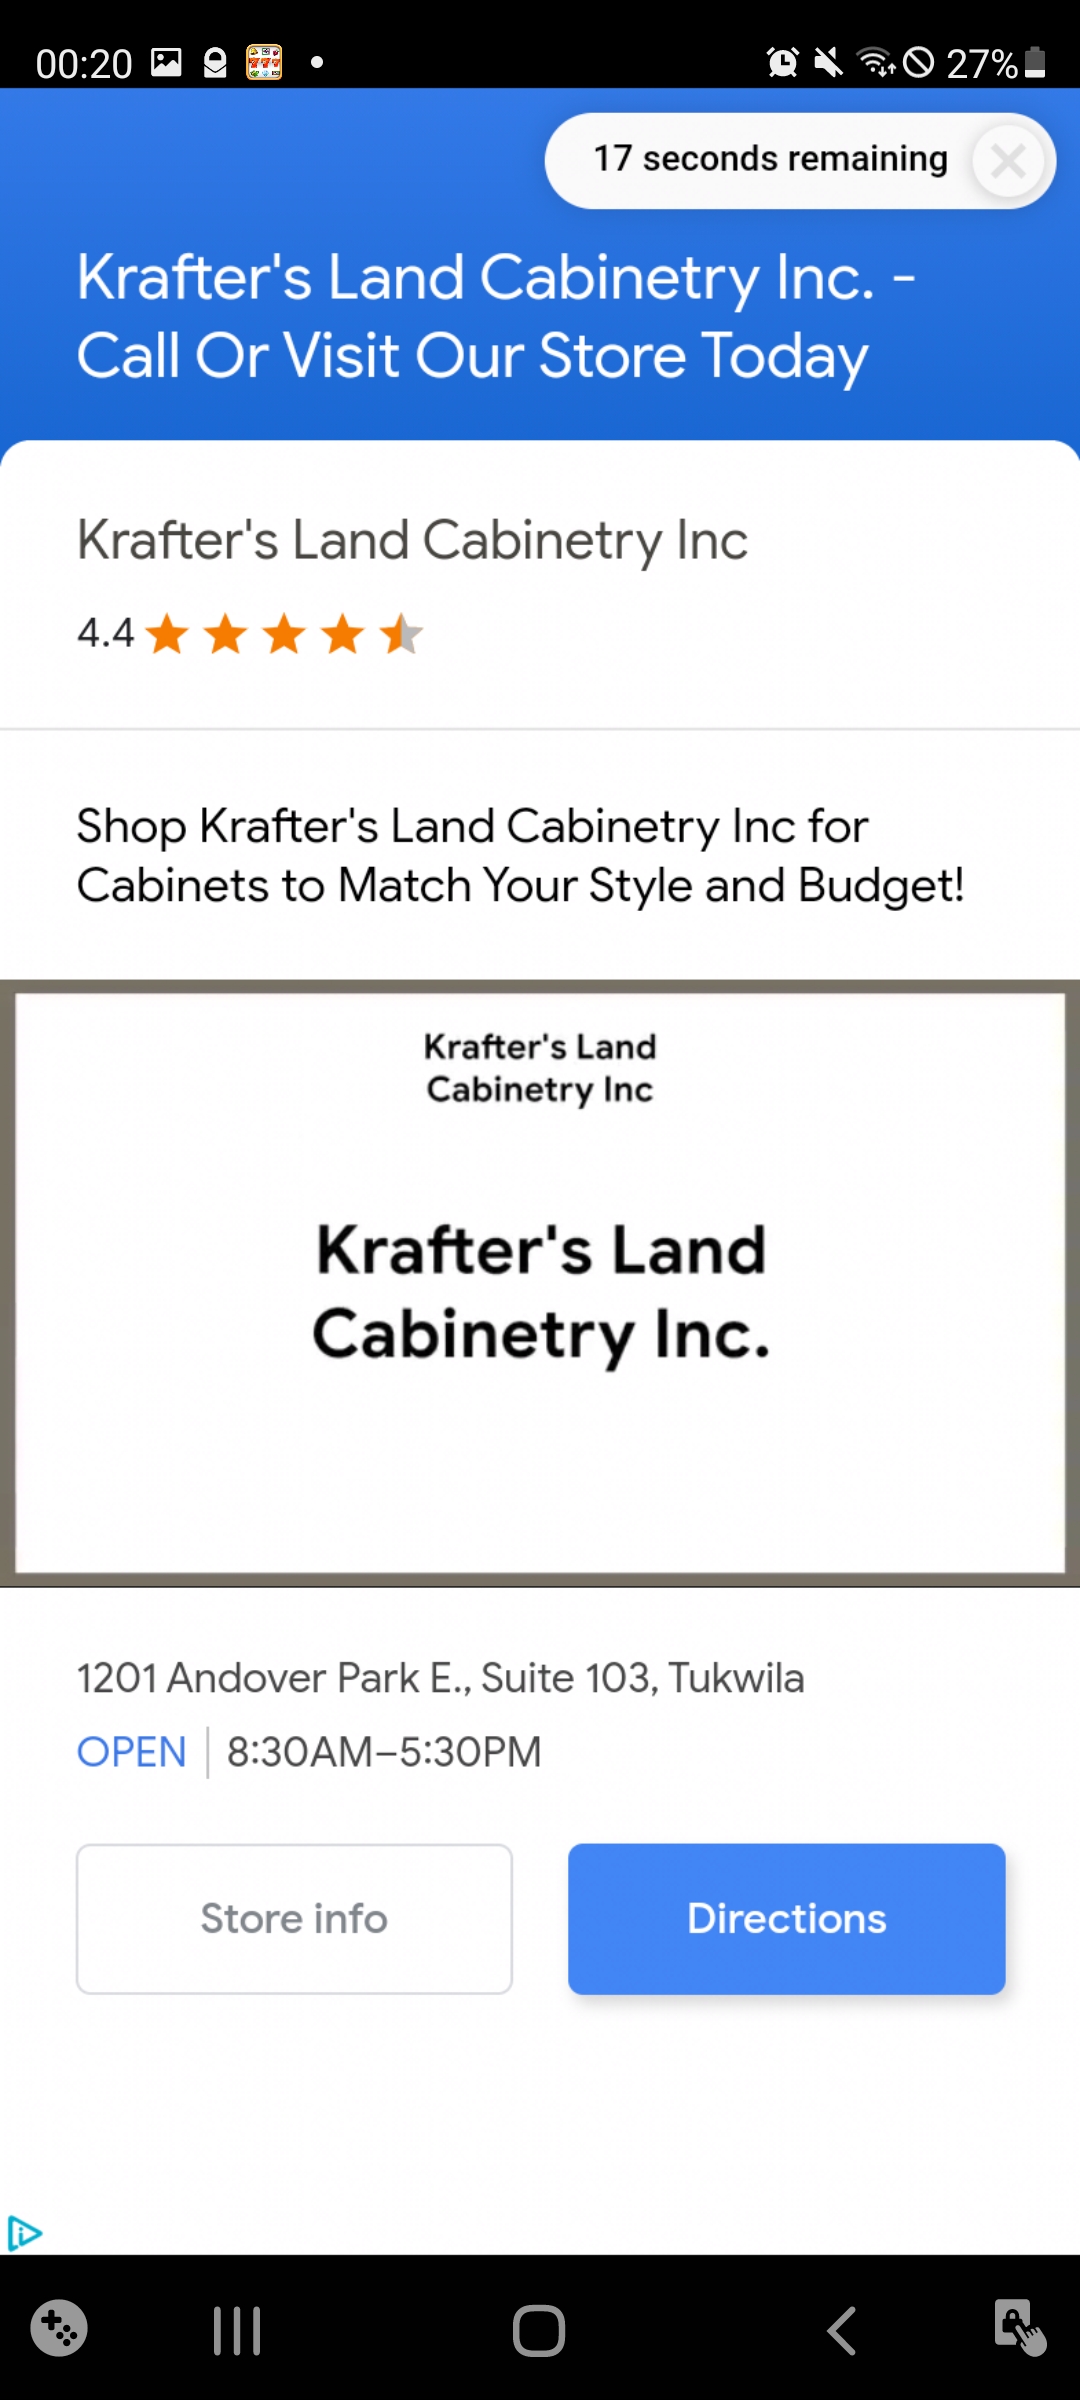 00:20
27%
17 seconds remaining
Krafter's Land Cabinetry Inc. -
Call Or Visit Our Store Today
Krafter's Land Cabinetry Inc
4.4
Shop Krafter's Land Cabinetry Inc for
Cabinets to Match Your Style and Budget!
Krafter's Land
Cabinetry Inc
Krafter's Land
Cabinetry Inc.
1201 Andover Park E., Suite 103, Tukwila
OPEN 8:30AM–5:30PM
Store info
Directions